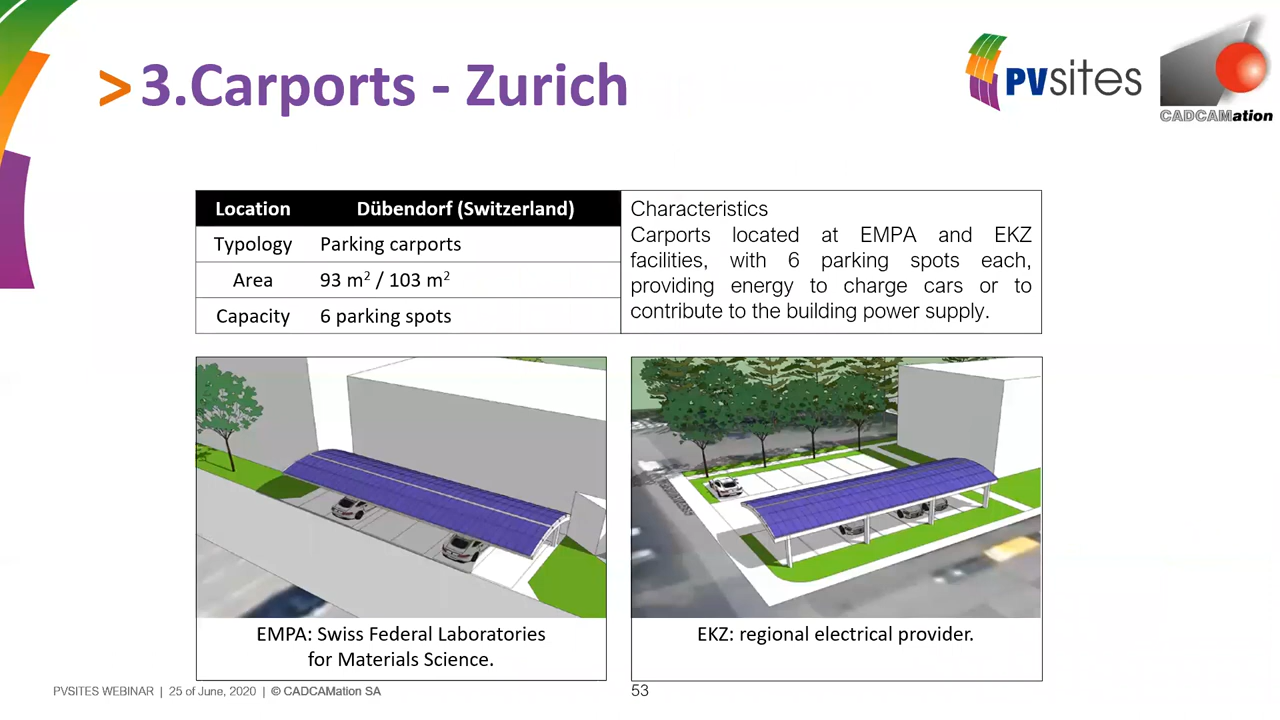 >3.Carports - Zurich
PVsites
CADCAMation
Location Dübendorf (Switzerland)
Typology Parking carports
Area 93 m² / 103 m²
Capacity 6 parking spots
Characteristics
Carports located at EMPA and EKZ
facilities, with 6 parking spots each,
providing energy to charge cars or to
contribute to the building power supply.
EMPA: Swiss Federal Laboratories
for Materials Science.
EKZ: regional electrical provider.
PVSITES WEBINAR | 25 of June, 2020 | © CADCAMation SA
53